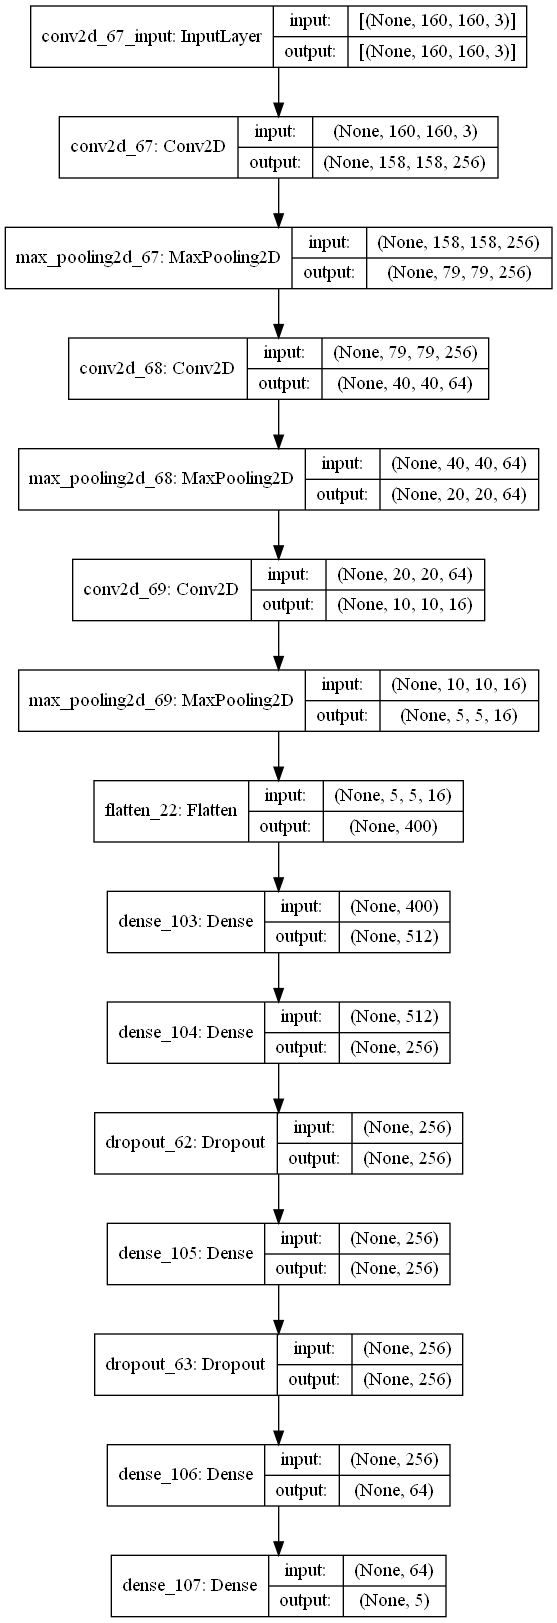 conv2d_67_input: InputLayer input: [(None, 160, 160, 3)]
output: [(None, 160, 160, 3)]
conv2d_67: Conv2D input: (None, 160, 160, 3)
output: (None, 158, 158, 256)
max_pooling2d_67: MaxPooling2D input: (None, 158, 158, 256)
output: (None, 79, 79, 256)
conv2d_68: Conv2D input: (None, 79, 79, 256)
output: (None, 40, 40, 64)
max_pooling2d_68: MaxPooling2D input: (None, 40, 40, 64)
output: (None, 20, 20, 64)
conv2d_69: Conv2D input: (None, 20, 20, 64)
output: (None, 10, 10, 16)
max_pooling2d_69: MaxPooling2D input: (None, 10, 10, 16)
output: (None, 5, 5, 16)
flatten_22: Flatten input: (None, 5, 5, 16)
output: (None, 400)
dense_103: Dense input: (None, 400)
output: (None, 512)
dense_104: Dense input: (None, 512)
output: (None, 256)
dropout_62: Dropout input: (None, 256)
output: (None, 256)
dense_105: Dense input: (None, 256)
output: (None, 256)
dropout_63: Dropout input: (None, 256)
output: (None, 256)
dense_106: Dense input: (None, 256)
output: (None, 64)
dense_107: Dense input: (None, 64)
output: (None, 5)